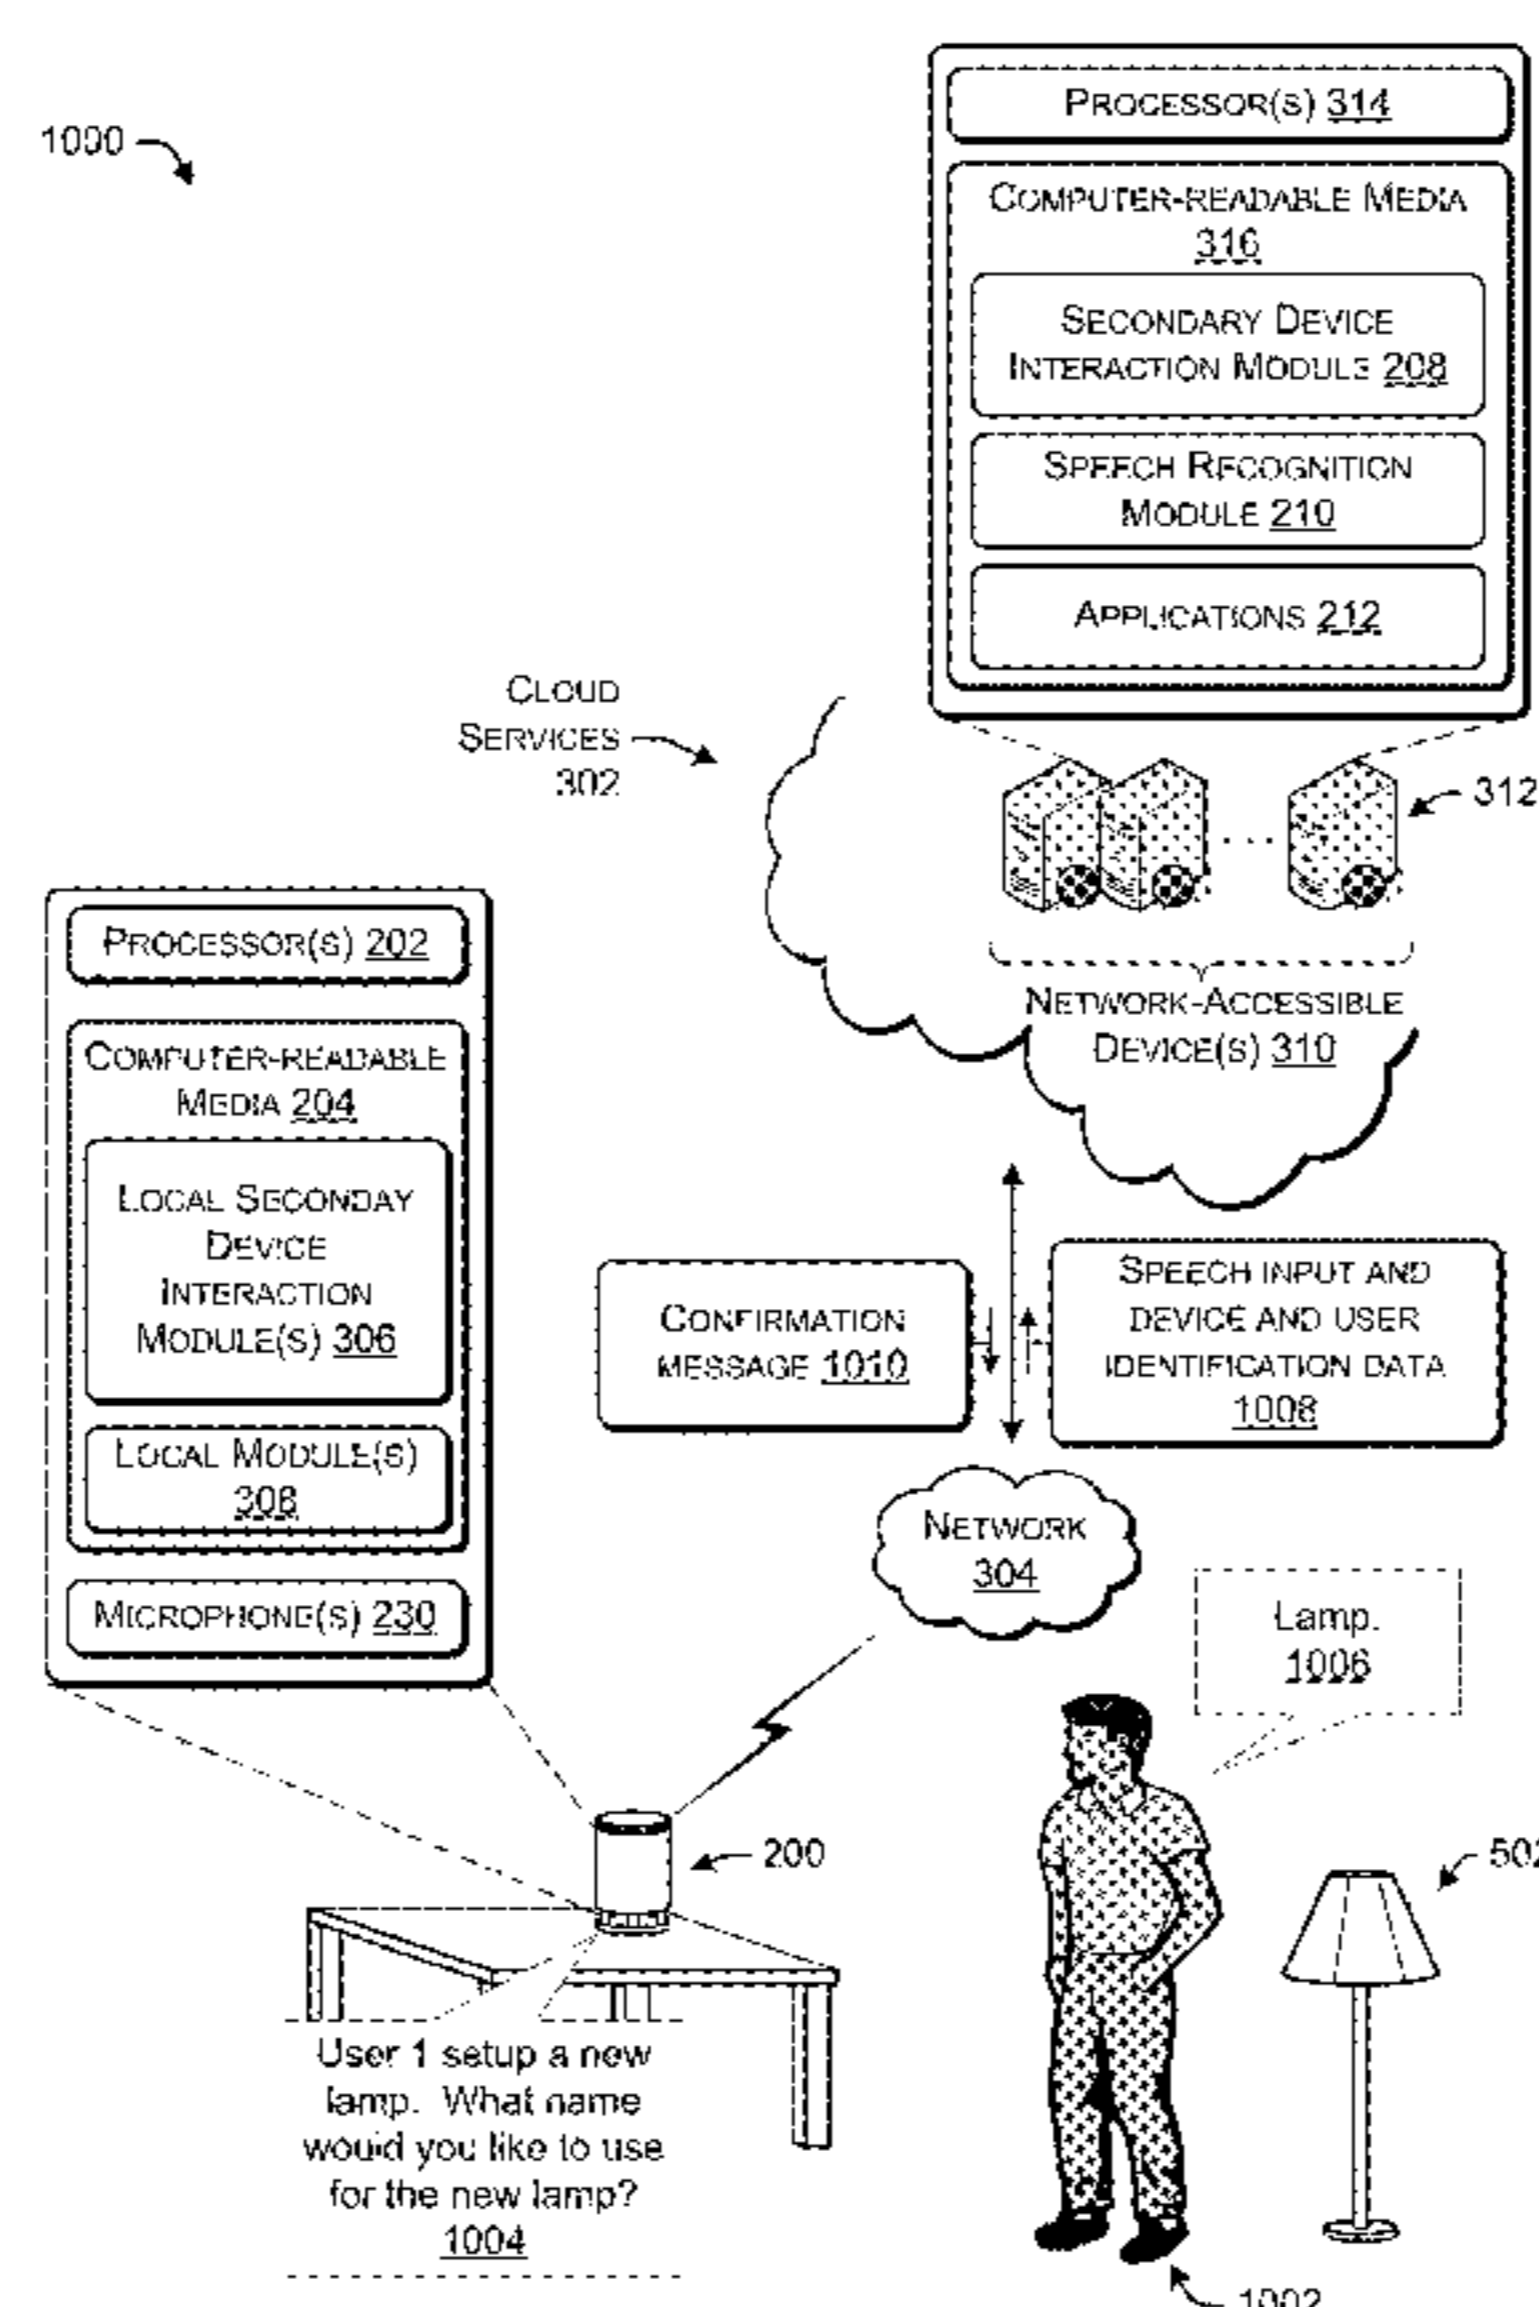 1000
PROCESSOR(S) 314
COMPUTER-READABLE MEDIA
316
SECONDARY DEVICE
INTERACTION MODULE 208
SPEECH RECOGNITION
MODULE 210
APPLICATIONS 212
CLOUD
SERVICES
302
312
NETWORK-ACCESSIBLE
DEVICE(S) 310
PROCESSOR(S) 202
COMPUTER-READABLE
MEDIA 204
LOCAL SECONDAY
DEVICE
INTERACTION
MODULE(S) 306
LOCAL MODULE(S)
308
MICROPHONE(S) 230
CONFIRMATION
MESSAGE 1010
SPEECH INPUT AND
DEVICE AND USER
IDENTIFICATION DATA
1008
NETWORK
304
Lamp.
1006
200
502
User 1 setup a new
lamp. What name
would you like to use
for the new lamp?
1004
1002